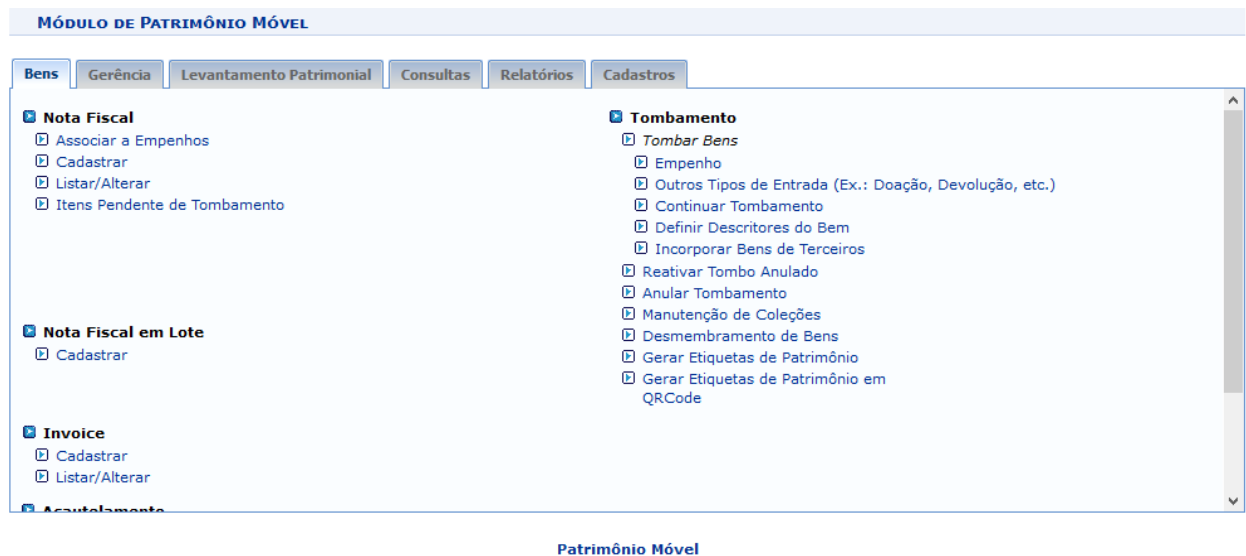 Módulo de Patrimônio Móvel
Bens
Gerência
Levantamento Patrimonial
Consultas
Relatórios
Cadastros
Nota Fiscal
Associar a Empenhos
Cadastrar
Listar/Alterar
Itens Pendente de Tombamento
Nota Fiscal em Lote
Cadastrar
Invoice
Cadastrar
Listar/Alterar
Acautelamento
Tombamento
Tombar Bens
Empenho
Outros Tipos de Entrada (Ex.: Doação, Devolução, etc.)
Continuar Tombamento
Definir Descritores do Bem
Incorporar Bens de Terceiros
Reativar Tombo Anulado
Anular Tombamento
Manutenção de Coleções
Desmembramento de Bens
Gerar Etiquetas de Patrimônio
Gerar Etiquetas de Patrimônio em
QRCode
Patrimônio Móvel